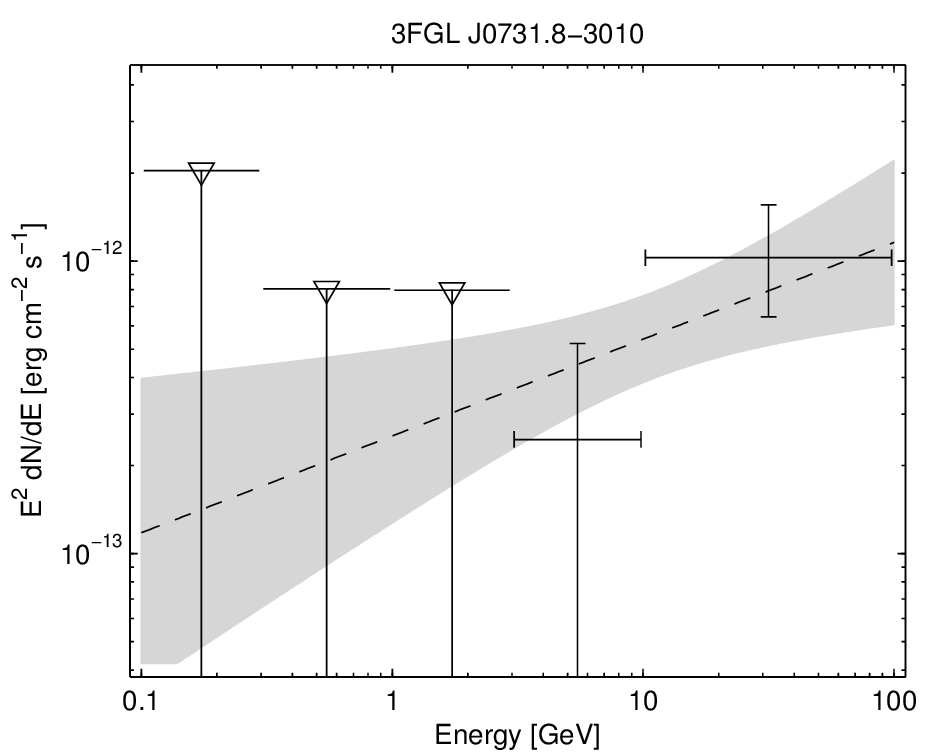 3FGL J0731.8−3010
E² dN/dE [erg cm⁻² s⁻¹]
10⁻¹²
10⁻¹³
0.1 1 10 100
Energy [GeV]